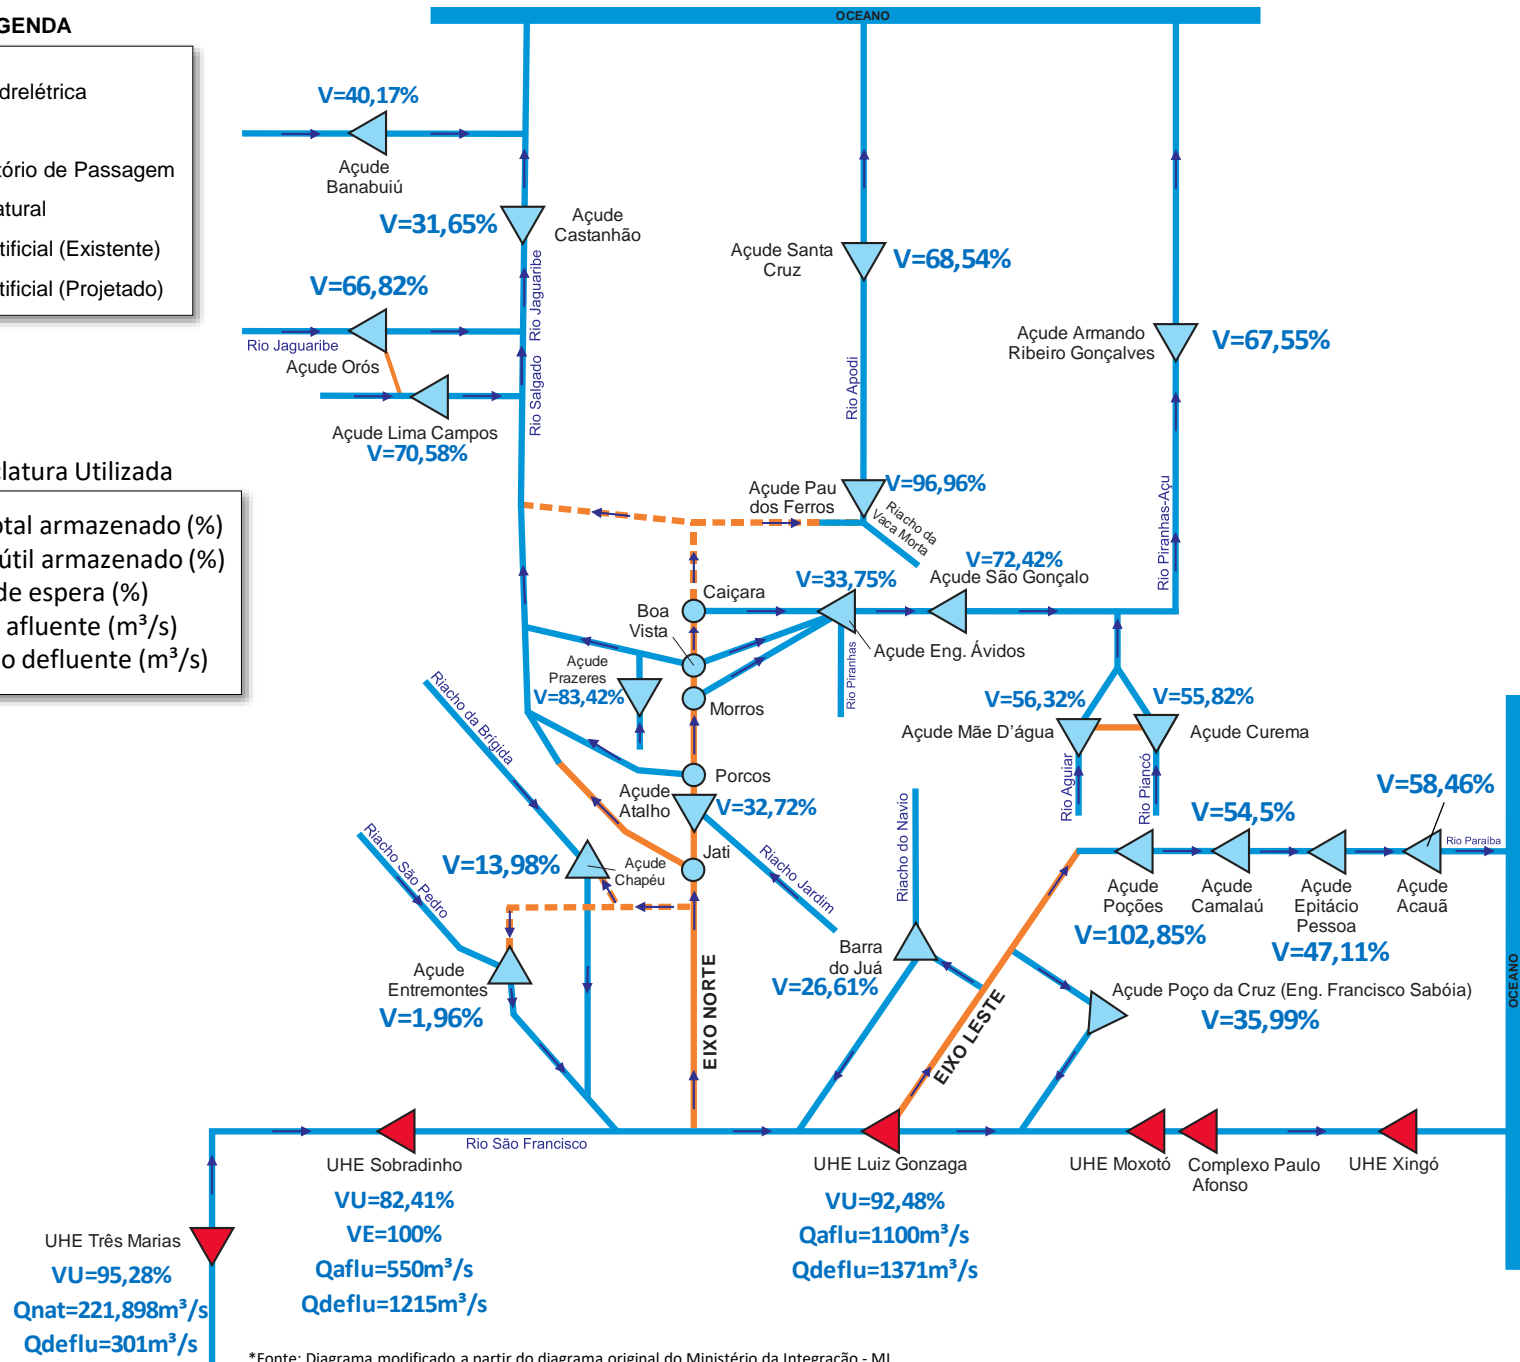 GENDA
drelétrica
tório de Passagem
atural
tificial (Existente)
tificial (Projetado)
clatura Utilizada
otal armazenado (%)
útil armazenado (%)
de espera (%)
afluente (m³/s)
o defluente (m³/s)
OCEANO
V=40,17%
Açude
Banabuiú
V=31,65%
Açude
Castanhão
Rio Jaguaribe
V=66,82%
Rio Jaguaribe
Açude Orós
Rio Salgado
Açude Lima Campos
V=70,58%
Açude Santa
Cruz
V=68,54%
Rio Apodi
Açude Armando
Ribeiro Gonçalves
V=67,55%
Rio Piranhas-Açu
Açude Pau
dos Ferros
V=96,96%
Riacho da
Vaca Morta
V=72,42%
Açude São Gonçalo
V=33,75%
Caiçara
Boa
Vista
Açude Eng. Ávidos
Rio Piranhas
Açude
Prazeres
V=83,42%
Morros
Riacho da Brígida
Porcos
Açude
Atalho
V=32,72%
Jati
Riacho Jardim
V=56,32%
V=55,82%
Açude Mãe D'água
Açude Curema
Rio Aguiar
Rio Piancó
V=58,46%
V=54,5%
Rio Paraíba
Açude
Poções
V=102,85%
Açude
Camalaú
Açude
Epitácio
Pessoa
V=47,11%
Açude
Acauã
Riacho São Pedro
V=13,98%
Açude
Chapéu
Riacho do Navio
Barra
do Juá
V=26,61%
Açude
Entremontes
V=1,96%
EIXO NORTE
EIXO LESTE
Açude Poço da Cruz (Eng. Francisco Sabóia)
V=35,99%
OCEANO
Rio São Francisco
UHE Sobradinho
VU=82,41%
VE=100%
Qaflu=550m³/s
Qdeflu=1215m³/s
UHE Luiz Gonzaga
VU=92,48%
Qaflu=1100m³/s
Qdeflu=1371m³/s
UHE Moxotó
Complexo Paulo
Afonso
UHE Xingó
UHE Três Marias
VU=95,28%
Qnat=221,898m³/s
Qdeflu=301m³/s
*Fonte: Diagrama modificado a partir do diagrama original do Ministério da Integração - MI